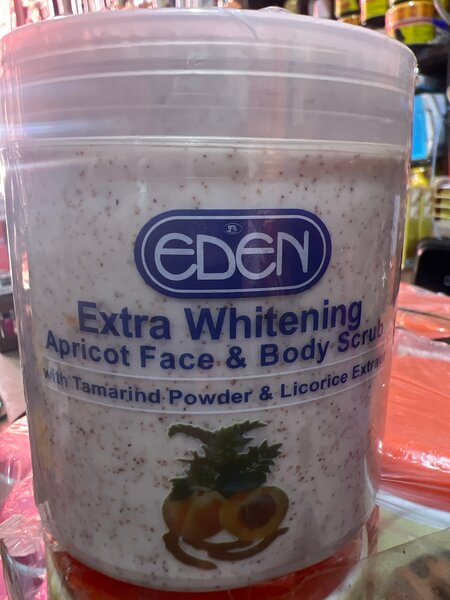 EDEN
Extra Whitening
Apricot Face & Body Scrub
with Tamarind Powder & Licorice Extract